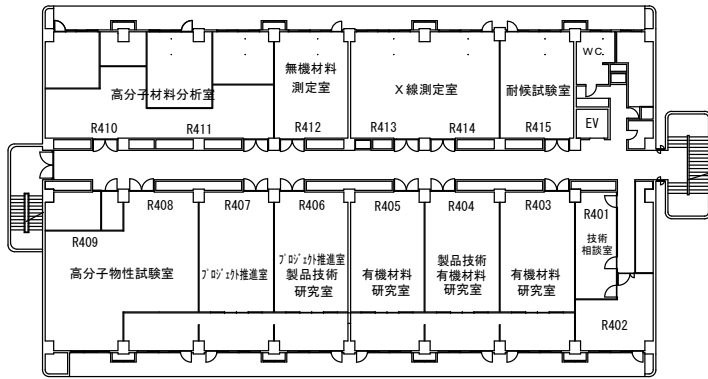 無機材料
測定室
高分子材料分析室
X線測定室
耐候試験室
WC
EV
R410
R411
R412
R413
R414
R415
R409
R408
R407
R406
R405
R404
R403
R401
技術
相談室
高分子物性試験室
プロジェクト推進室
プロジェクト推進室
製品技術
研究室
有機材料
研究室
製品技術
有機材料
研究室
有機材料
研究室
R402